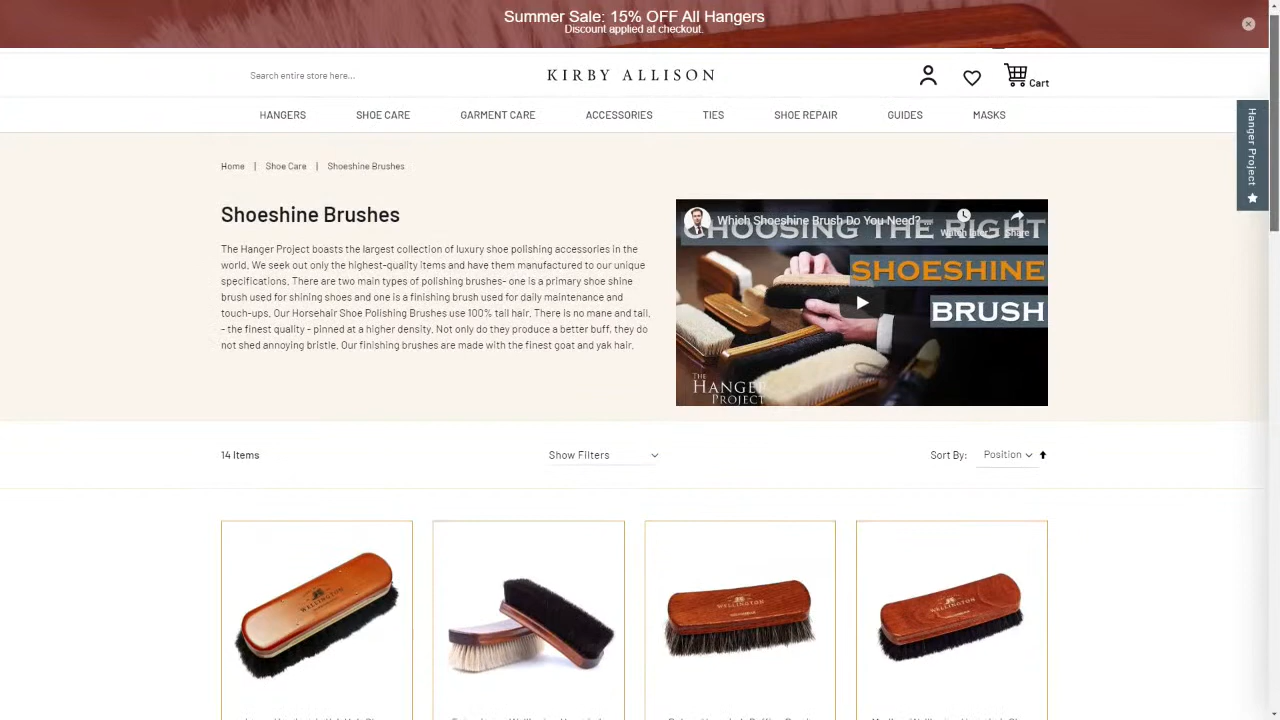 Summer Sale: 15% OFF All Hangers
Discount applied at checkout.
Search entire store here...
KIRBY ALLISON
Cart
HANGERS
SHOE CARE
GARMENT CARE
ACCESSORIES
TIES
SHOE REPAIR
GUIDES
MASKS
Hanger Project
Home | Shoe Care | Shoeshine Brushes
Shoeshine Brushes
The Hanger Project boasts the largest collection of luxury shoe polishing accessories in the
world. We seek out only the highest-quality items and have them manufactured to our unique
specifications. There are two main types of polishing brushes- one is a primary shoe shine
brush used for shining shoes and one is a finishing brush used for daily maintenance and
touch-ups. Our horsehair Shoe Polishing Brushes use 100% tail hair. There is no mane and tail,
- the finest quality - pinned at a higher density. Not only do they produce a better buff, they do
not shed annoying bristle. Our finishing brushes are made with the finest goat and yak hair.
Which Shoeshine Brush Do You Need? ...
Watch later
Share
CHOOSING THE RIGHT
SHOESHINE
BRUSH
THE
HANGER
PROJECT
14 Items
Show Filters
Sort By: Position
WELLINGTON
WELLINGTON
WELLINGTON